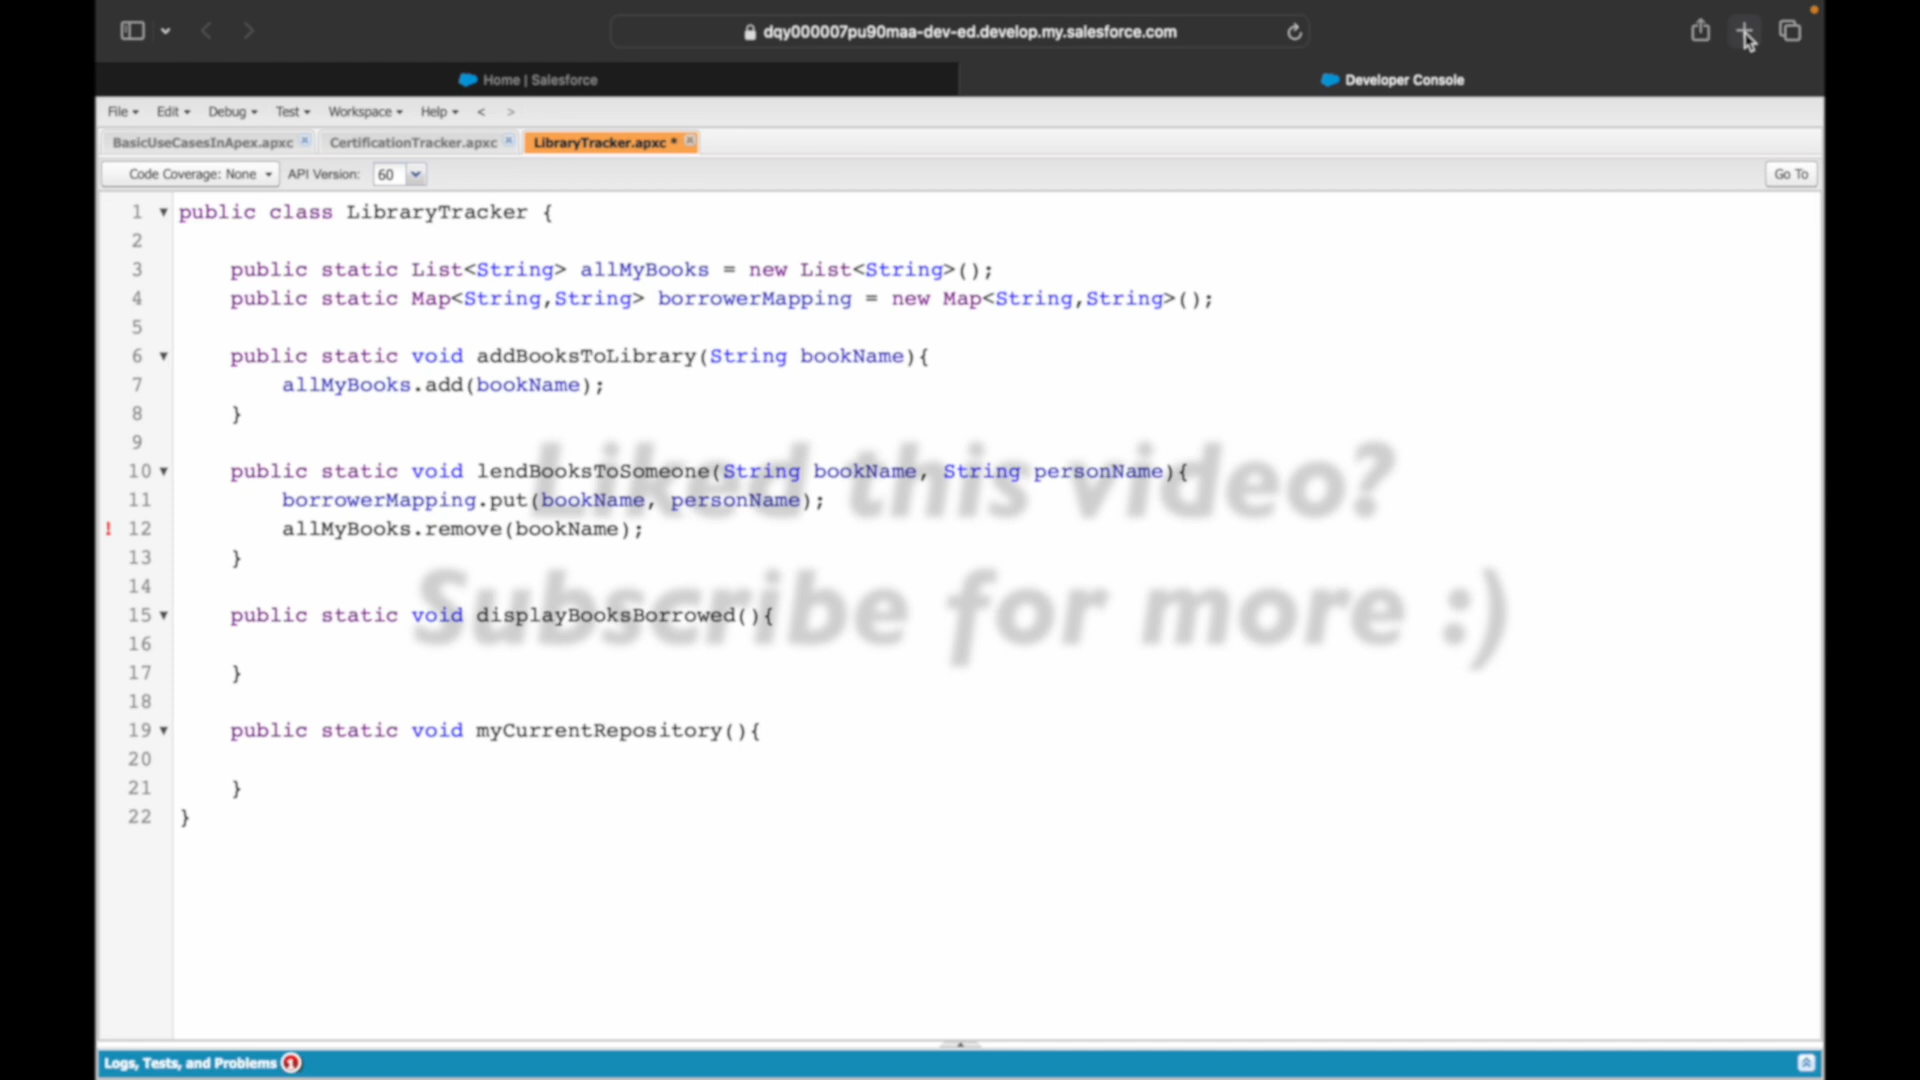 dqy000007pu90maa-dev-ed.develop.my.salesforce.com
Home | Salesforce
Developer Console
File Edit Debug Test Workspace Help < >
BasicUseCasesInApex.apxc CertificationTracker.apxc LibraryTracker.apxc *
Code Coverage: None API Version: 60 Go To
1 public class LibraryTracker {
2
3 public static List<String> allMyBooks = new List<String>();
4 public static Map<String,String> borrowerMapping = new Map<String,String>();
5
6 public static void addBooksToLibrary(String bookName){
7 allMyBooks.add(bookName);
8 }
9
10 public static void lendBooksToSomeone(String bookName, String personName){
11 borrowerMapping.put(bookName, personName);
! 12 allMyBooks.remove(bookName);
13 }
14
15 public static void displayBooksBorrowed(){
16
17 }
18
19 public static void myCurrentRepository(){
20
21 }
22 }
Liked this video?
Subscribe for more :)
Logs, Tests, and Problems 1